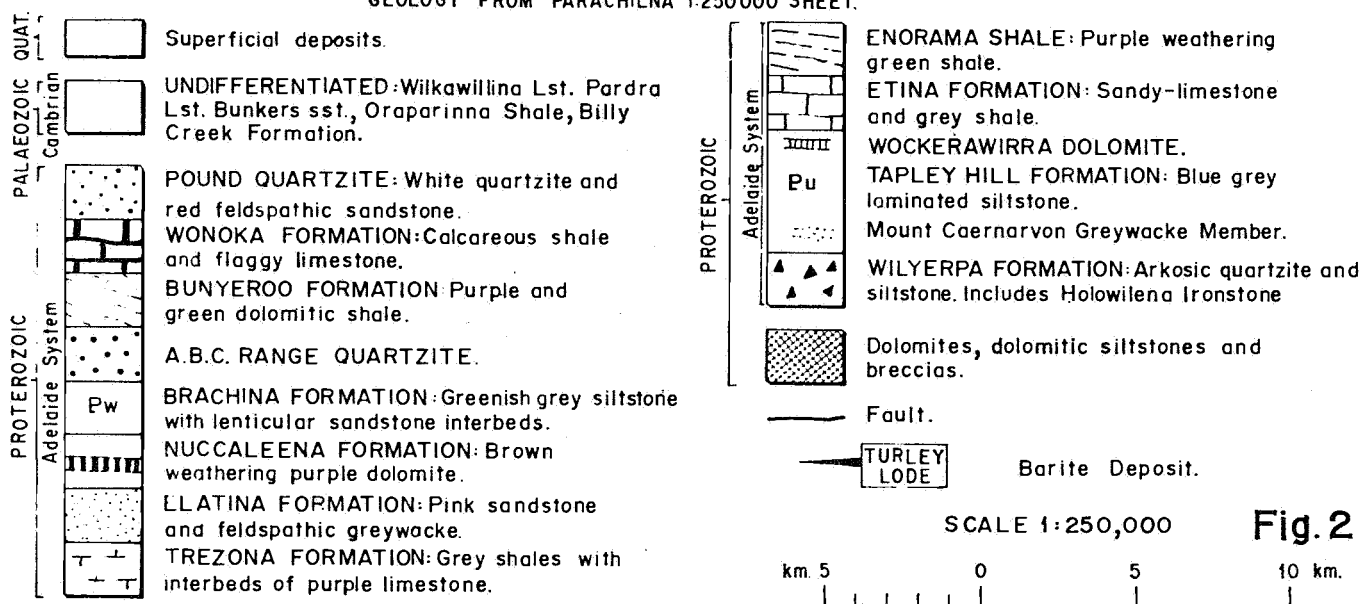 GEOLOGY FROM PARACHILNA 1:250 000 SHEET.
QUAT.
Superficial deposits.
PALAEOZOIC
Cambrian
UNDIFFERENTIATED: Wilkawillina Lst. Pardra
Lst. Bunkers sst., Oraparinna Shale, Billy
Creek Formation.
PROTEROZOIC
Adelaide System
POUND QUARTZITE: White quartzite and
red feldspathic sandstone.
WONOKA FORMATION: Calcareous shale
and flaggy limestone.
BUNYEROO FORMATION Purple and
green dolomitic shale.
A.B.C. RANGE QUARTZITE.
Pw
BRACHINA FORMATION: Greenish grey siltstone
with lenticular sandstone interbeds.
NUCCALEENA FORMATION: Brown
weathering purple dolomite.
ELATINA FORMATION: Pink sandstone
and feldspathic greywacke.
TREZONA FORMATION: Grey shales with
interbeds of purple limestone.
PROTEROZOIC
Adelaide System
ENORAMA SHALE: Purple weathering
green shale.
ETINA FORMATION: Sandy-limestone
and grey shale.
WOCKERAWIRRA DOLOMITE.
Pu
TAPLEY HILL FORMATION: Blue grey
laminated siltstone.
Mount Caernarvon Greywacke Member.
WILYERPA FORMATION: Arkosic quartzite and
siltstone. Includes Holowilena Ironstone
Dolomites, dolomitic siltstones and
breccias.
Fault.
TURLEY
LODE
Barite Deposit.
SCALE 1:250,000
Fig. 2
km. 5 0 5 10 km.